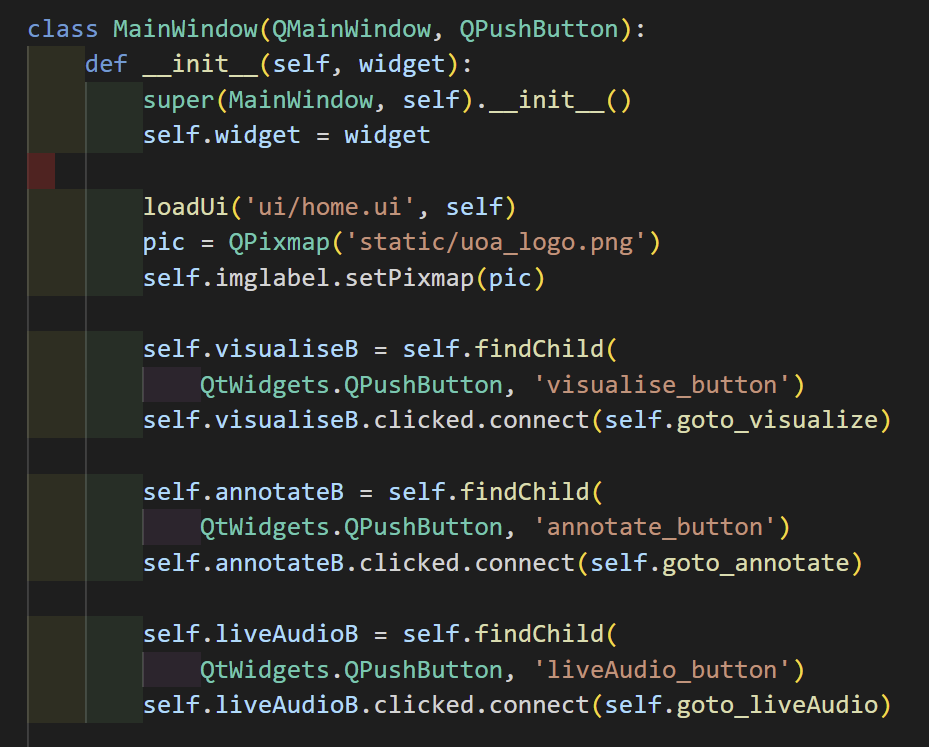 class MainWindow(QMainWindow, QPushButton):
    def __init__(self, widget):
        super(MainWindow, self).__init__()
        self.widget = widget

        loadUi('ui/home.ui', self)
        pic = QPixmap('static/uoa_logo.png')
        self.imglabel.setPixmap(pic)

        self.visualiseB = self.findChild(
            QtWidgets.QPushButton, 'visualise_button')
        self.visualiseB.clicked.connect(self.goto_visualize)

        self.annotateB = self.findChild(
            QtWidgets.QPushButton, 'annotate_button')
        self.annotateB.clicked.connect(self.goto_annotate)

        self.liveAudioB = self.findChild(
            QtWidgets.QPushButton, 'liveAudio_button')
        self.liveAudioB.clicked.connect(self.goto_liveAudio)